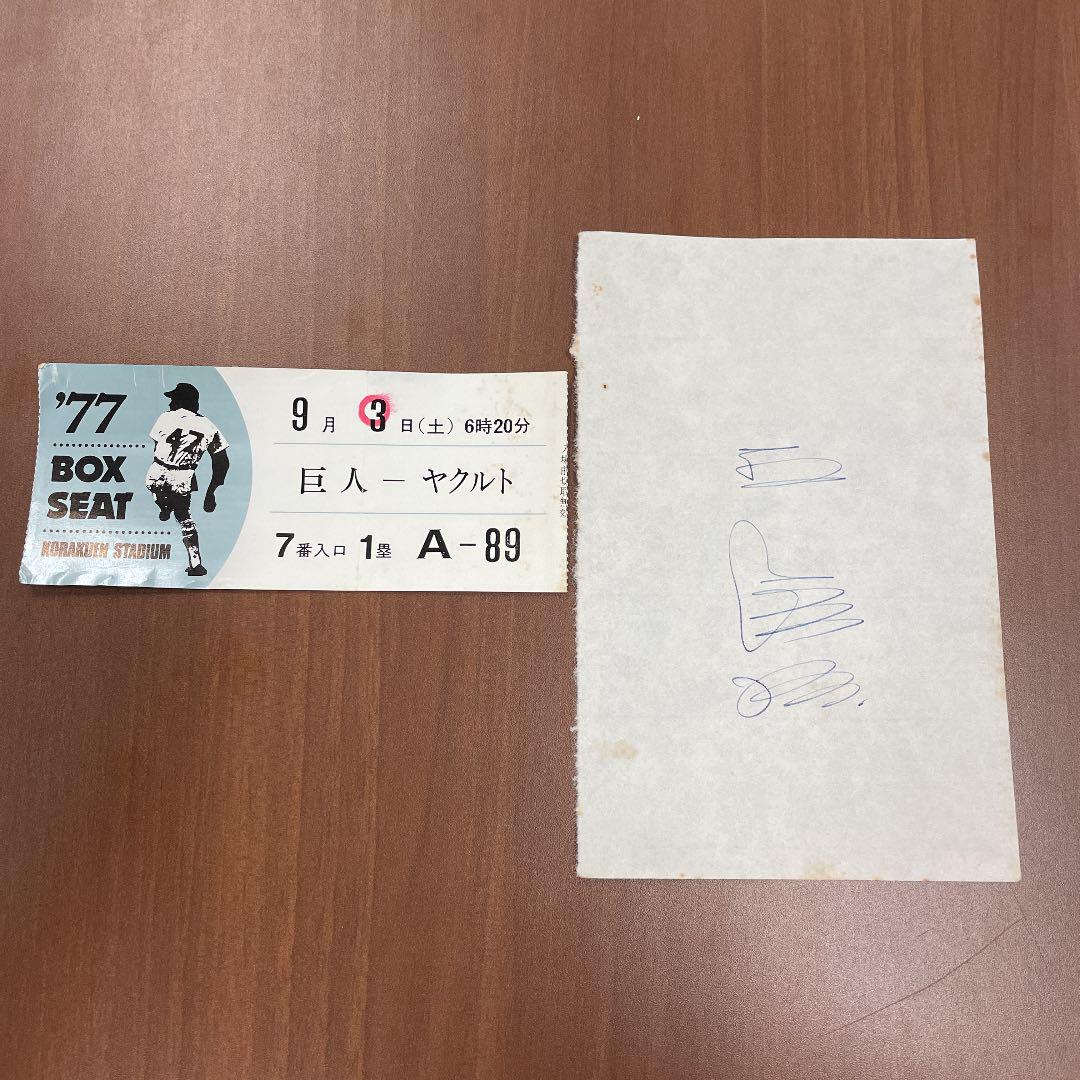 '77
BOX
SEAT
KORAKUEN STADIUM
47
9月 3日(土) 6時20分
巨人 — ヤクルト
7番入口 1塁 A-89